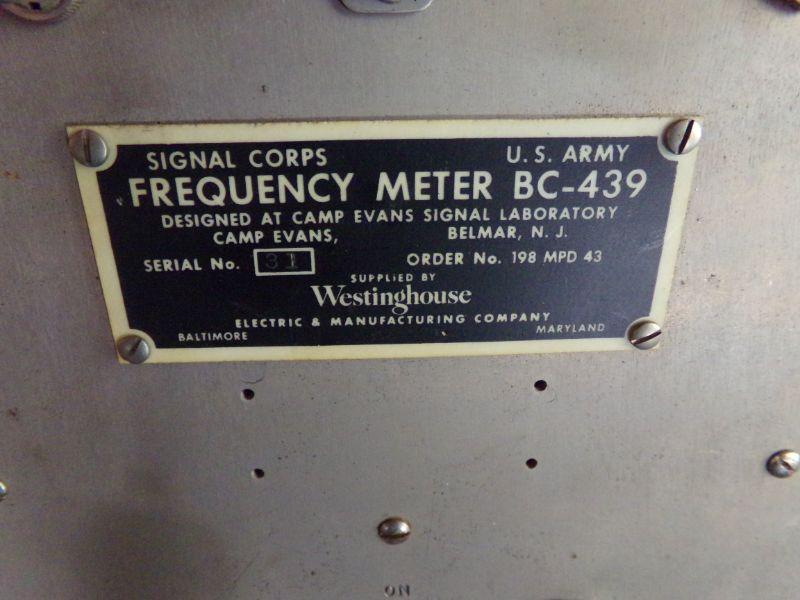 SIGNAL CORPS U. S. ARMY
FREQUENCY METER BC-439
DESIGNED AT CAMP EVANS SIGNAL LABORATORY
CAMP EVANS, BELMAR, N. J.
SERIAL No. 31 ORDER No. 198 MPD 43
SUPPLIED BY
Westinghouse
ELECTRIC & MANUFACTURING COMPANY
BALTIMORE MARYLAND
ON